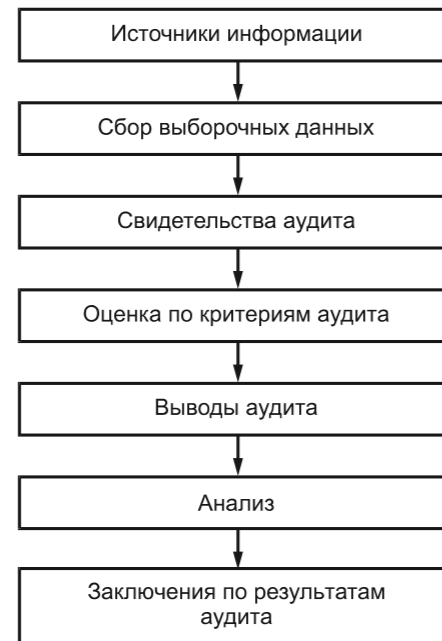 Источники информации
Сбор выборочных данных
Свидетельства аудита
Оценка по критериям аудита
Выводы аудита
Анализ
Заключения по результатам
аудита